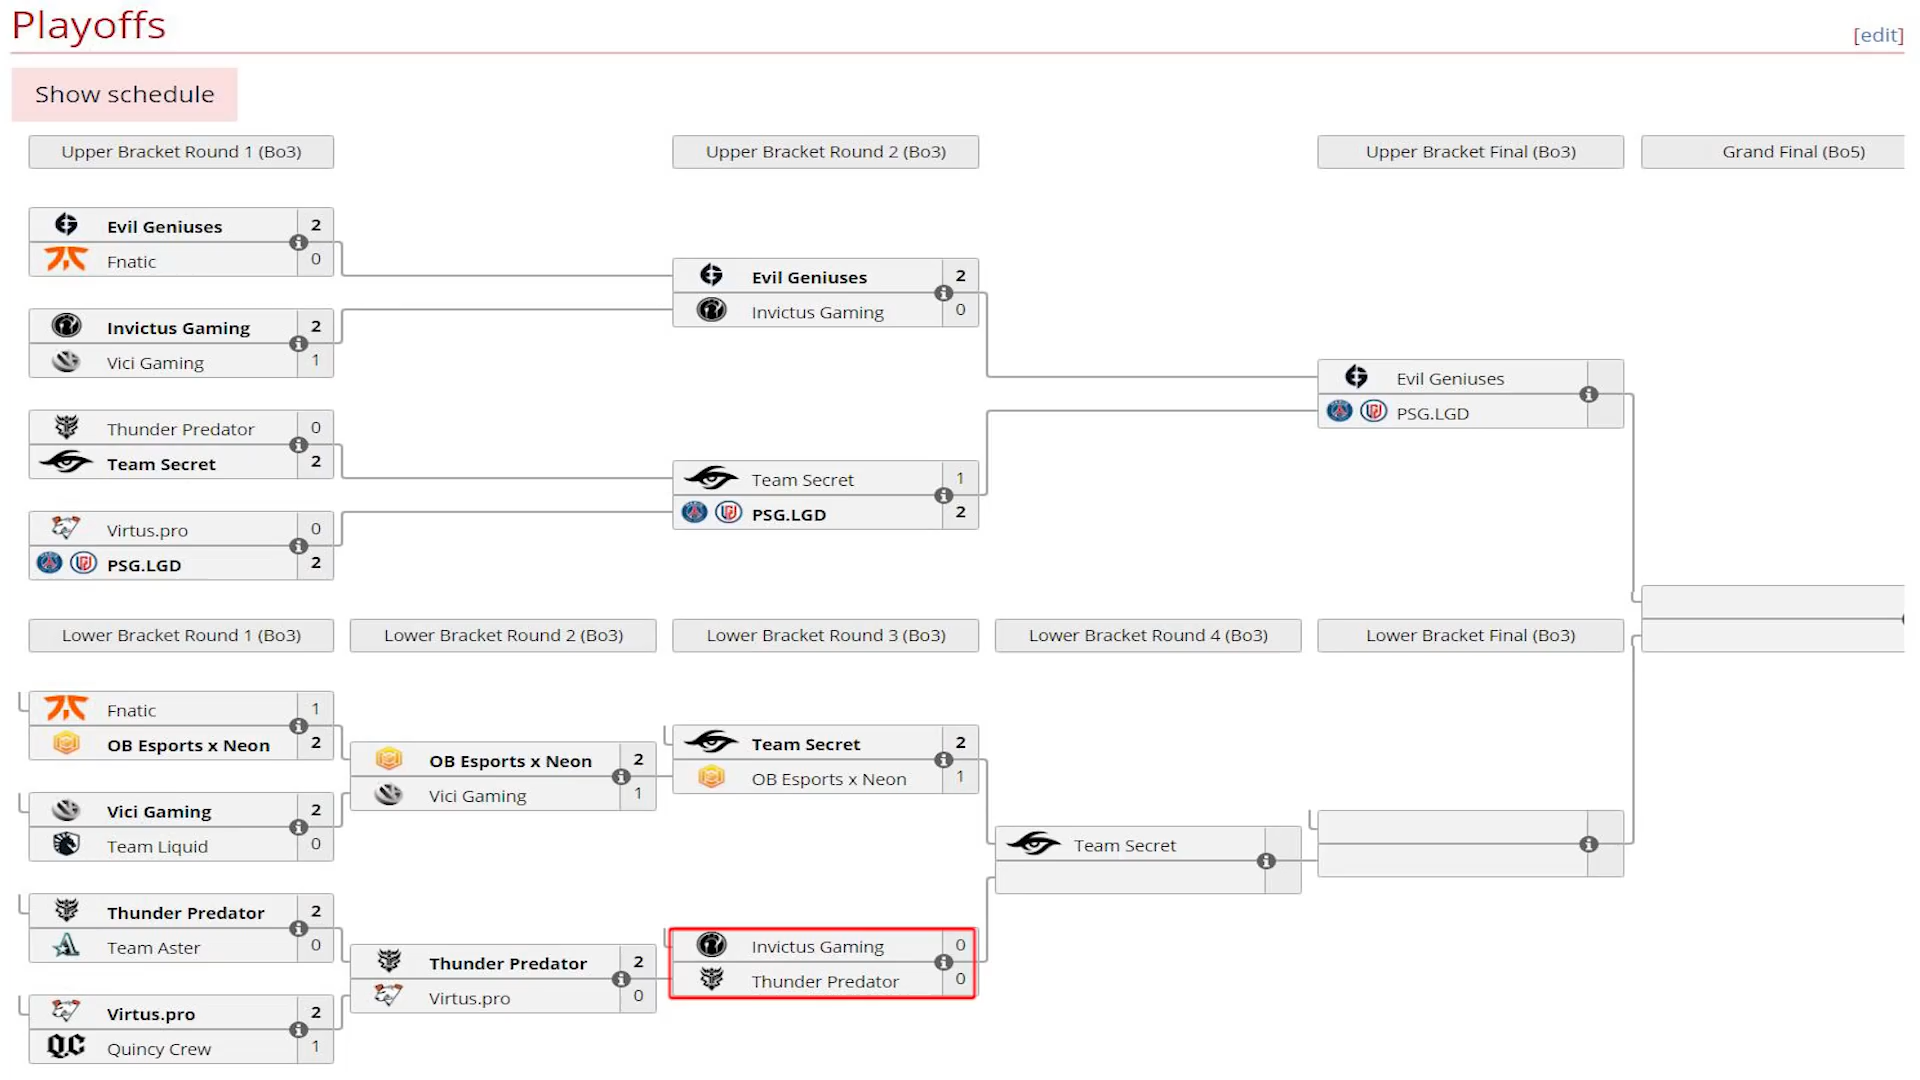 Playoffs
[edit]
Show schedule
Upper Bracket Round 1 (Bo3)
Upper Bracket Round 2 (Bo3)
Upper Bracket Final (Bo3)
Grand Final (Bo5)
Evil Geniuses 2
Fnatic 0
Invictus Gaming 2
Vici Gaming 1
Thunder Predator 0
Team Secret 2
Virtus.pro 0
PSG.LGD 2
Evil Geniuses 2
Invictus Gaming 0
Team Secret 1
PSG.LGD 2
Evil Geniuses
PSG.LGD
Lower Bracket Round 1 (Bo3)
Lower Bracket Round 2 (Bo3)
Lower Bracket Round 3 (Bo3)
Lower Bracket Round 4 (Bo3)
Lower Bracket Final (Bo3)
Fnatic 1
OB Esports x Neon 2
Vici Gaming 2
Team Liquid 0
Thunder Predator 2
Team Aster 0
Virtus.pro 2
Quincy Crew 1
OB Esports x Neon 2
Vici Gaming 1
Thunder Predator 2
Virtus.pro 0
Team Secret 2
OB Esports x Neon 1
Invictus Gaming 0
Thunder Predator 0
Team Secret